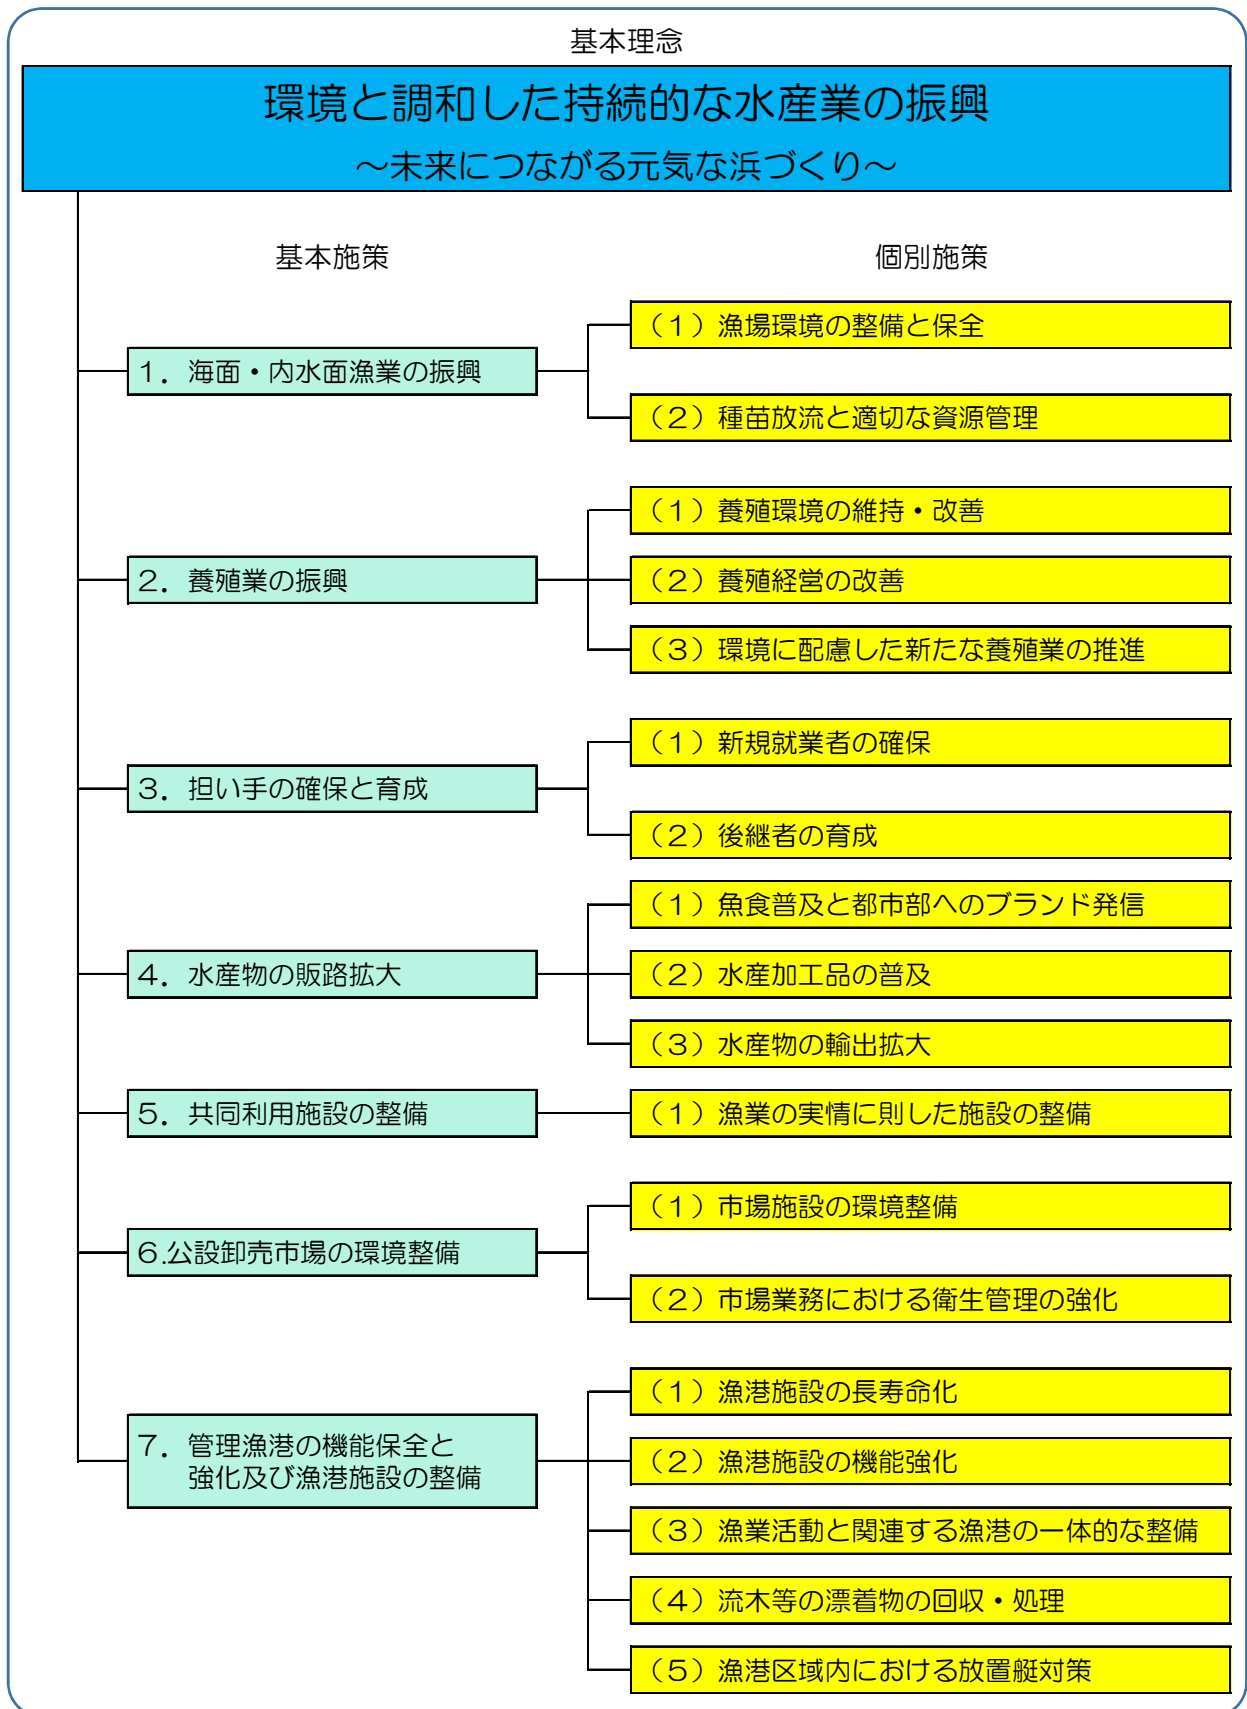 基本理念
環境と調和した持続的な水産業の振興
～未来につながる元気な浜づくり～
基本施策
個別施策
1．海面・内水面漁業の振興
（1）漁場環境の整備と保全
（2）種苗放流と適切な資源管理
2．養殖業の振興
（1）養殖環境の維持・改善
（2）養殖経営の改善
（3）環境に配慮した新たな養殖業の推進
3．担い手の確保と育成
（1）新規就業者の確保
（2）後継者の育成
4．水産物の販路拡大
（1）魚食普及と都市部へのブランド発信
（2）水産加工品の普及
（3）水産物の輸出拡大
5．共同利用施設の整備
（1）漁業の実情に則した施設の整備
6.公設卸売市場の環境整備
（1）市場施設の環境整備
（2）市場業務における衛生管理の強化
7．管理漁港の機能保全と
強化及び漁港施設の整備
（1）漁港施設の長寿命化
（2）漁港施設の機能強化
（3）漁業活動と関連する漁港の一体的な整備
（4）流木等の漂着物の回収・処理
（5）漁港区域内における放置艇対策